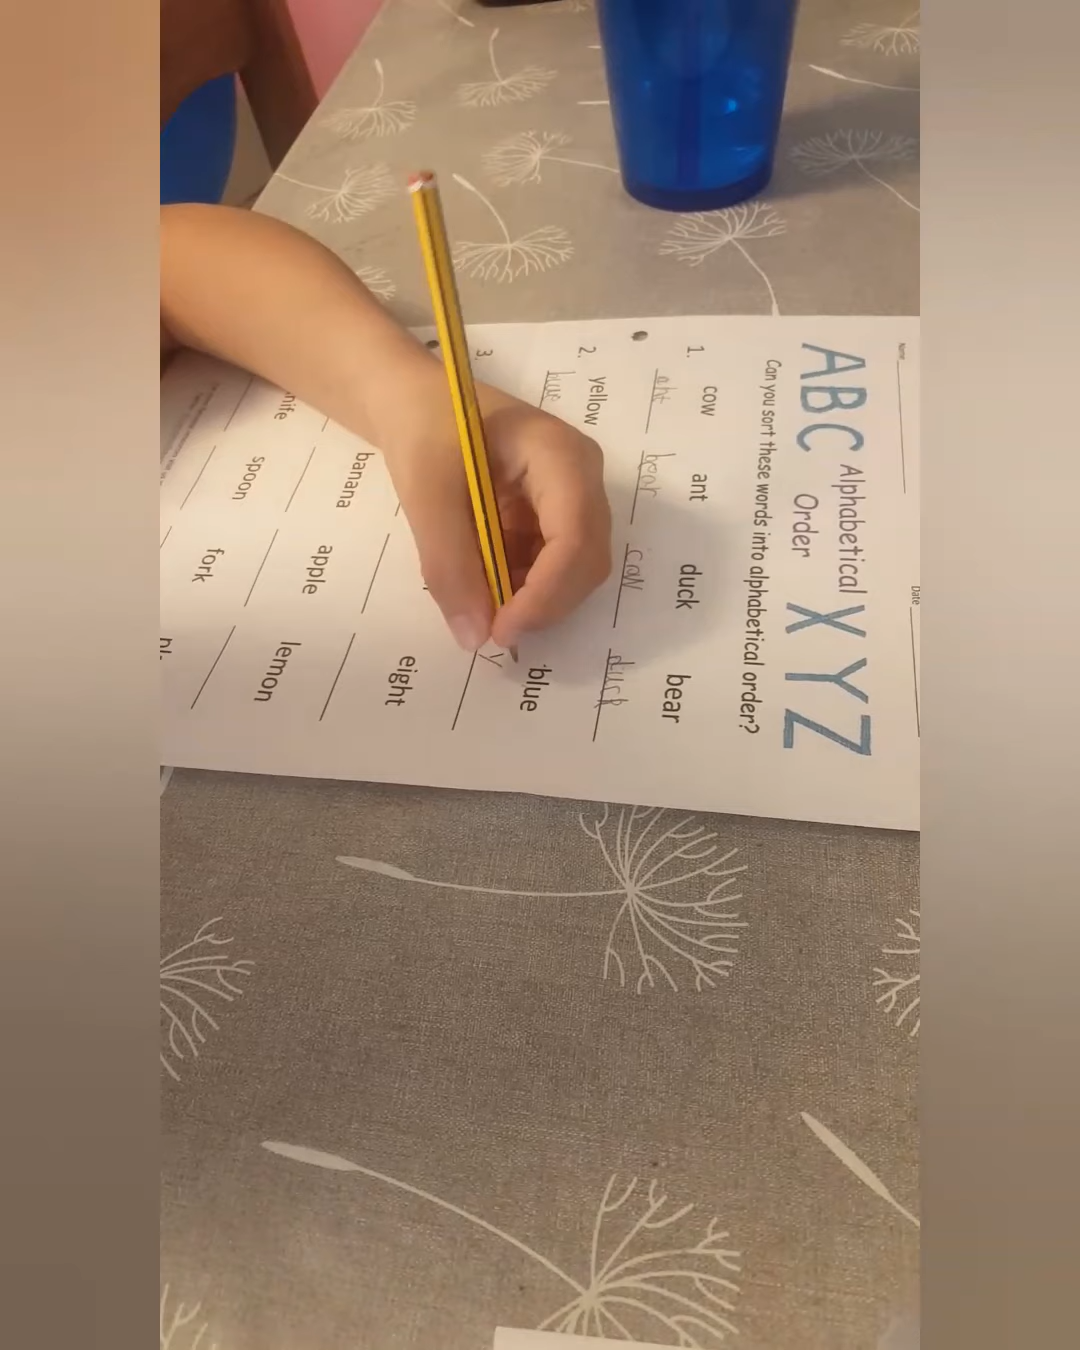 Name Date
ABC Alphabetical Order XYZ
Can you sort these words into alphabetical order?
1. cow ant duck bear
ant bear cow duck
2. yellow blue
3. eight
banana apple lemon
spoon fork